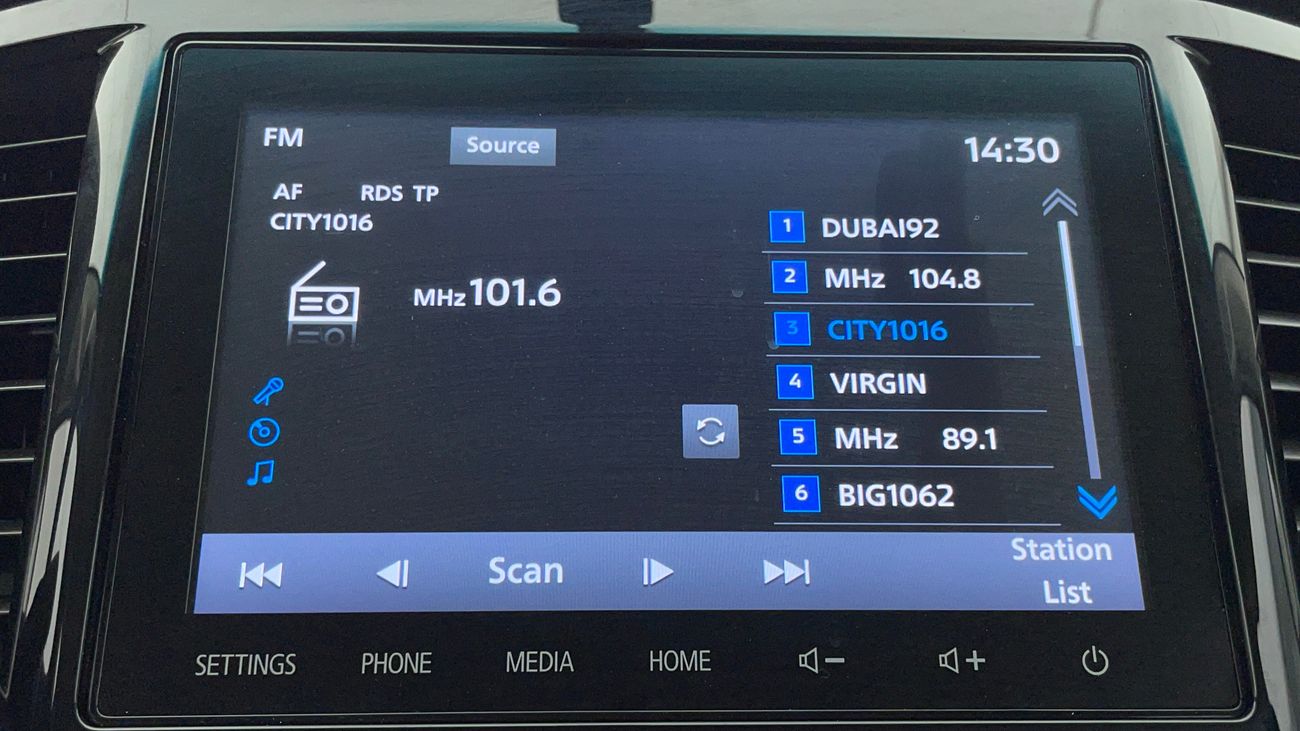 FM
Source
14:30
AF RDS TP
CITY1016
MHz 101.6
1 DUBAI92
2 MHz 104.8
3 CITY1016
4 VIRGIN
5 MHz 89.1
6 BIG1062
Scan
Station
List
SETTINGS PHONE MEDIA HOME